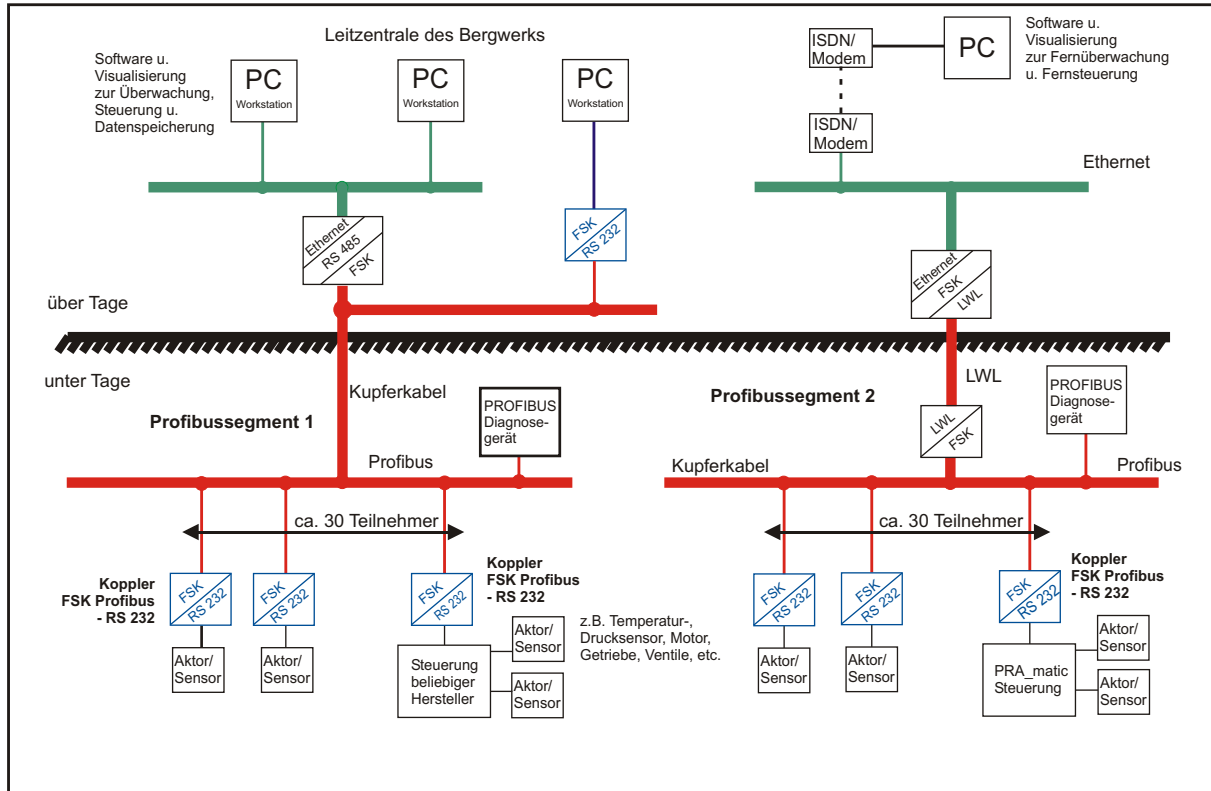 Leitzentrale des Bergwerks
Software u.
Visualisierung
zur Überwachung,
Steuerung u.
Datenspeicherung
PC
Workstation
PC
Workstation
PC
Workstation
ISDN/
Modem
PC
Software u.
Visualisierung
zur Fernüberwachung
u. Fernsteuerung
ISDN/
Modem
Ethernet
Ethernet
RS 485
FSK
FSK
RS 232
Ethernet
FSK
LWL
über Tage
unter Tage
Kupferkabel
LWL
Profibussegment 1
PROFIBUS
Diagnose-
gerät
Profibussegment 2
LWL
FSK
PROFIBUS
Diagnose-
gerät
Profibus
Kupferkabel
Profibus
ca. 30 Teilnehmer
ca. 30 Teilnehmer
Koppler
FSK Profibus
- RS 232
FSK
RS 232
FSK
RS 232
FSK
RS 232
Koppler
FSK Profibus
- RS 232
FSK
RS 232
FSK
RS 232
FSK
RS 232
Koppler
FSK Profibus
- RS 232
Aktor/
Sensor
Aktor/
Sensor
Steuerung
beliebiger
Hersteller
Aktor/
Sensor
Aktor/
Sensor
z.B. Temperatur-,
Drucksensor, Motor,
Getriebe, Ventile, etc.
Aktor/
Sensor
Aktor/
Sensor
PRA_matic
Steuerung
Aktor/
Sensor
Aktor/
Sensor